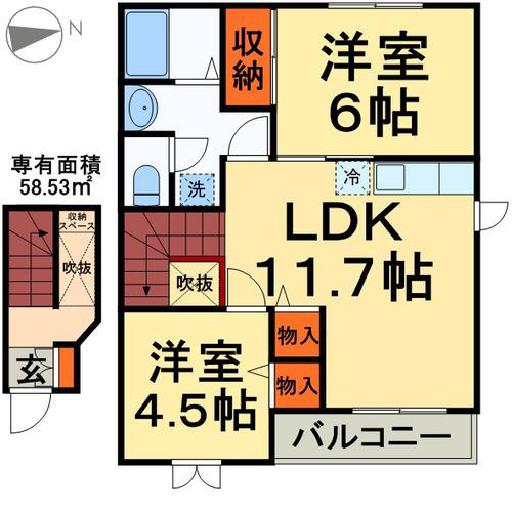 N
収納
洋室
6帖
専有面積
58.53㎡
洗
冷
収納
スペース
吹抜
LDK
11.7帖
吹抜
物入
洋室
4.5帖
物入
玄
バルコニー